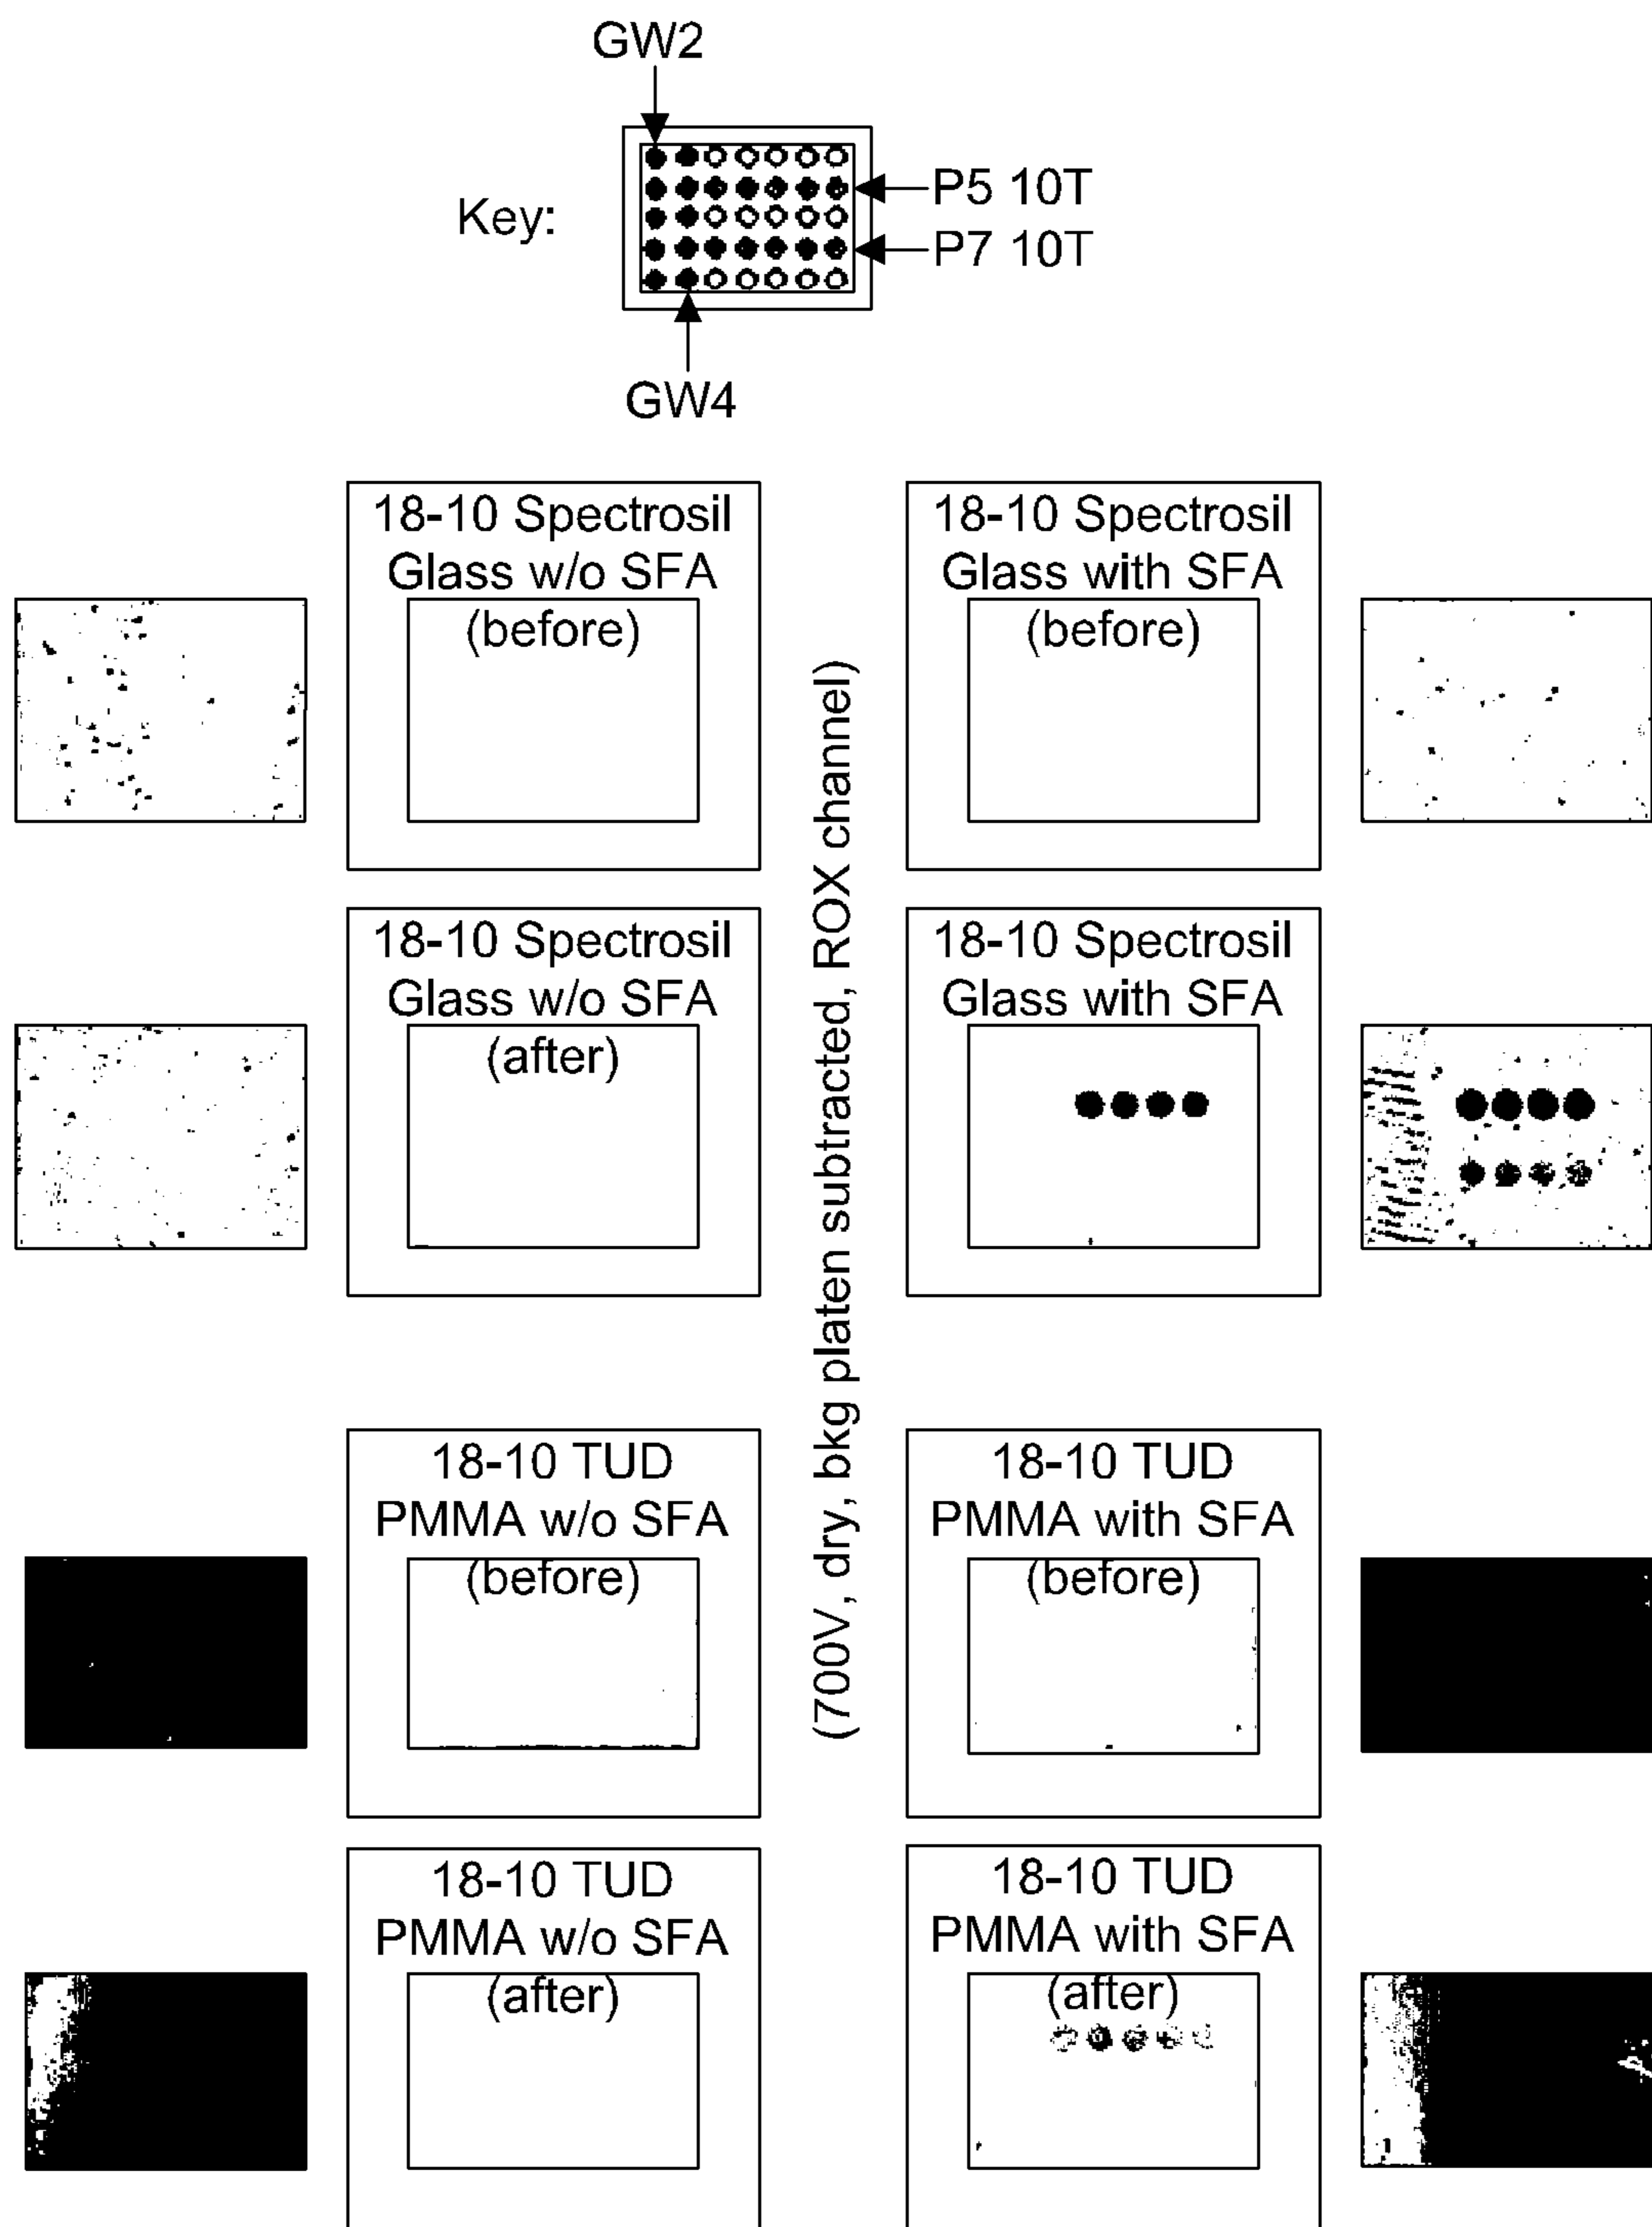 GW2
Key:
P5 10T
P7 10T
GW4
18-10 Spectrosil
Glass w/o SFA
(before)
18-10 Spectrosil
Glass with SFA
(before)
(700V, dry, bkg platen subtracted, ROX channel)
18-10 Spectrosil
Glass w/o SFA
(after)
18-10 Spectrosil
Glass with SFA
18-10 TUD
PMMA w/o SFA
(before)
18-10 TUD
PMMA with SFA
(before)
18-10 TUD
PMMA w/o SFA
(after)
18-10 TUD
PMMA with SFA
(after)